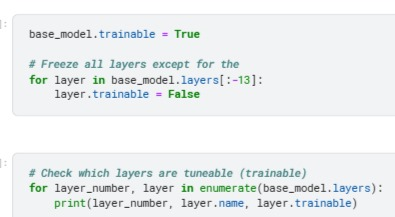 ]:
base_model.trainable = True
# Freeze all layers except for the
for layer in base_model.layers[:-13]:
layer.trainable = False
]:
# Check which layers are tuneable (trainable)
for layer_number, layer in enumerate(base_model.layers):
print(layer_number, layer.name, layer.trainable)